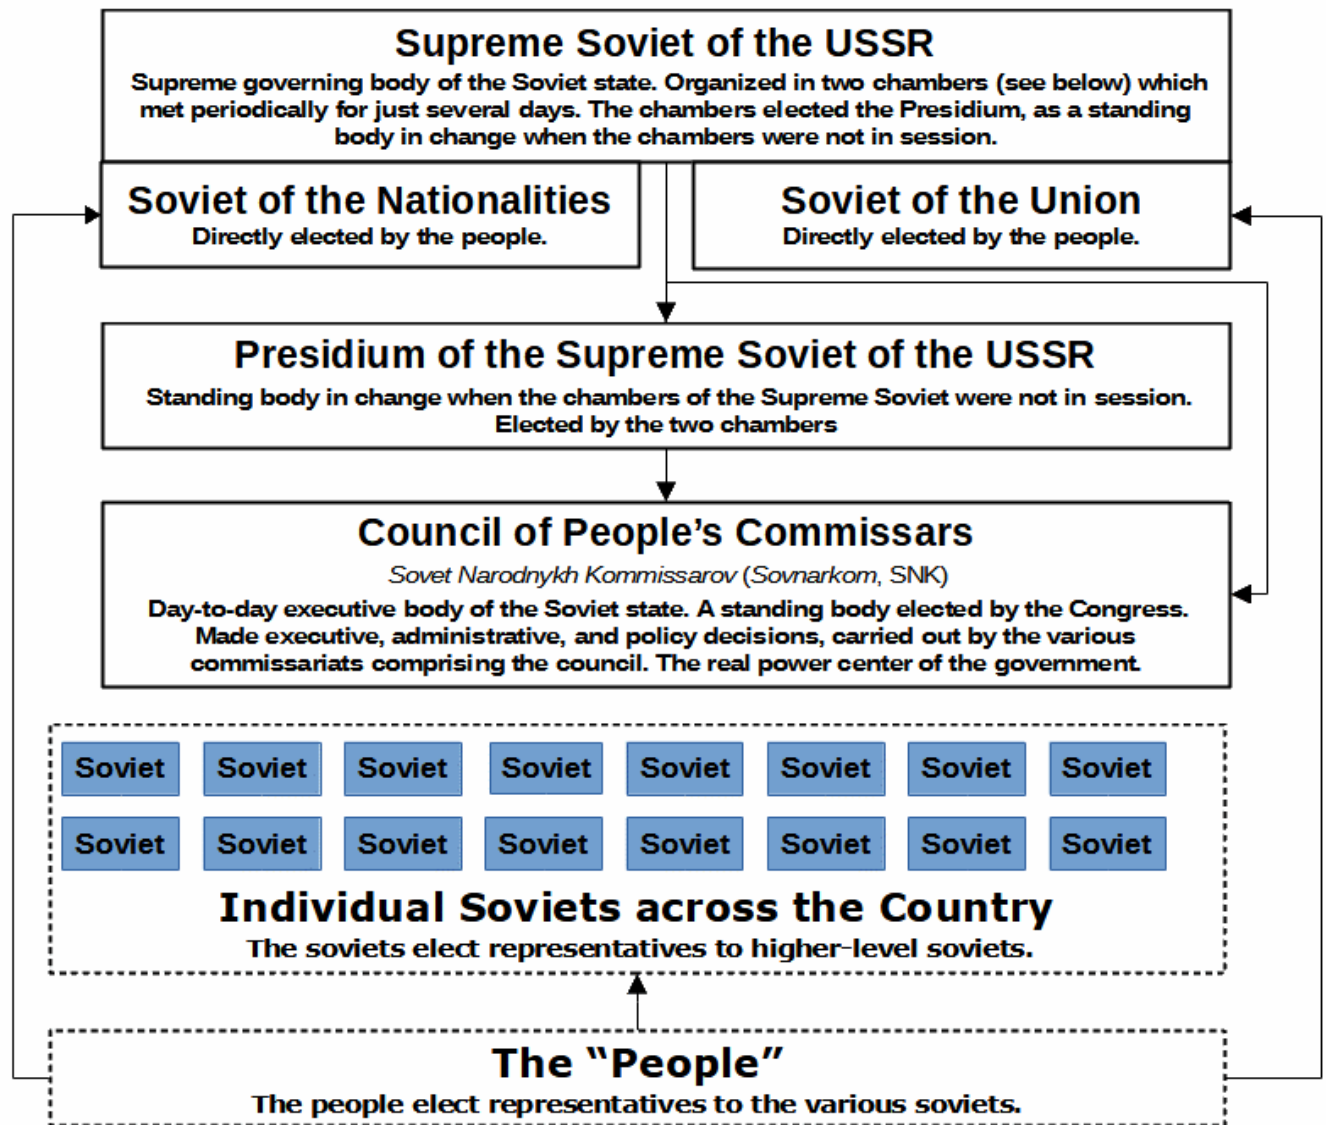 Supreme Soviet of the USSR
Supreme governing body of the Soviet state. Organized in two chambers (see below) which
met periodically for just several days. The chambers elected the Presidium, as a standing
body in change when the chambers were not in session.
Soviet of the Nationalities
Directly elected by the people.
Soviet of the Union
Directly elected by the people.
Presidium of the Supreme Soviet of the USSR
Standing body in change when the chambers of the Supreme Soviet were not in session.
Elected by the two chambers
Council of People’s Commissars
Sovet Narodnykh Kommissarov (Sovnarkom, SNK)
Day-to-day executive body of the Soviet state. A standing body elected by the Congress.
Made executive, administrative, and policy decisions, carried out by the various
commissariats comprising the council. The real power center of the government.
Soviet Soviet Soviet Soviet Soviet Soviet Soviet Soviet
Soviet Soviet Soviet Soviet Soviet Soviet Soviet Soviet
Individual Soviets across the Country
The soviets elect representatives to higher-level soviets.
The “People”
The people elect representatives to the various soviets.